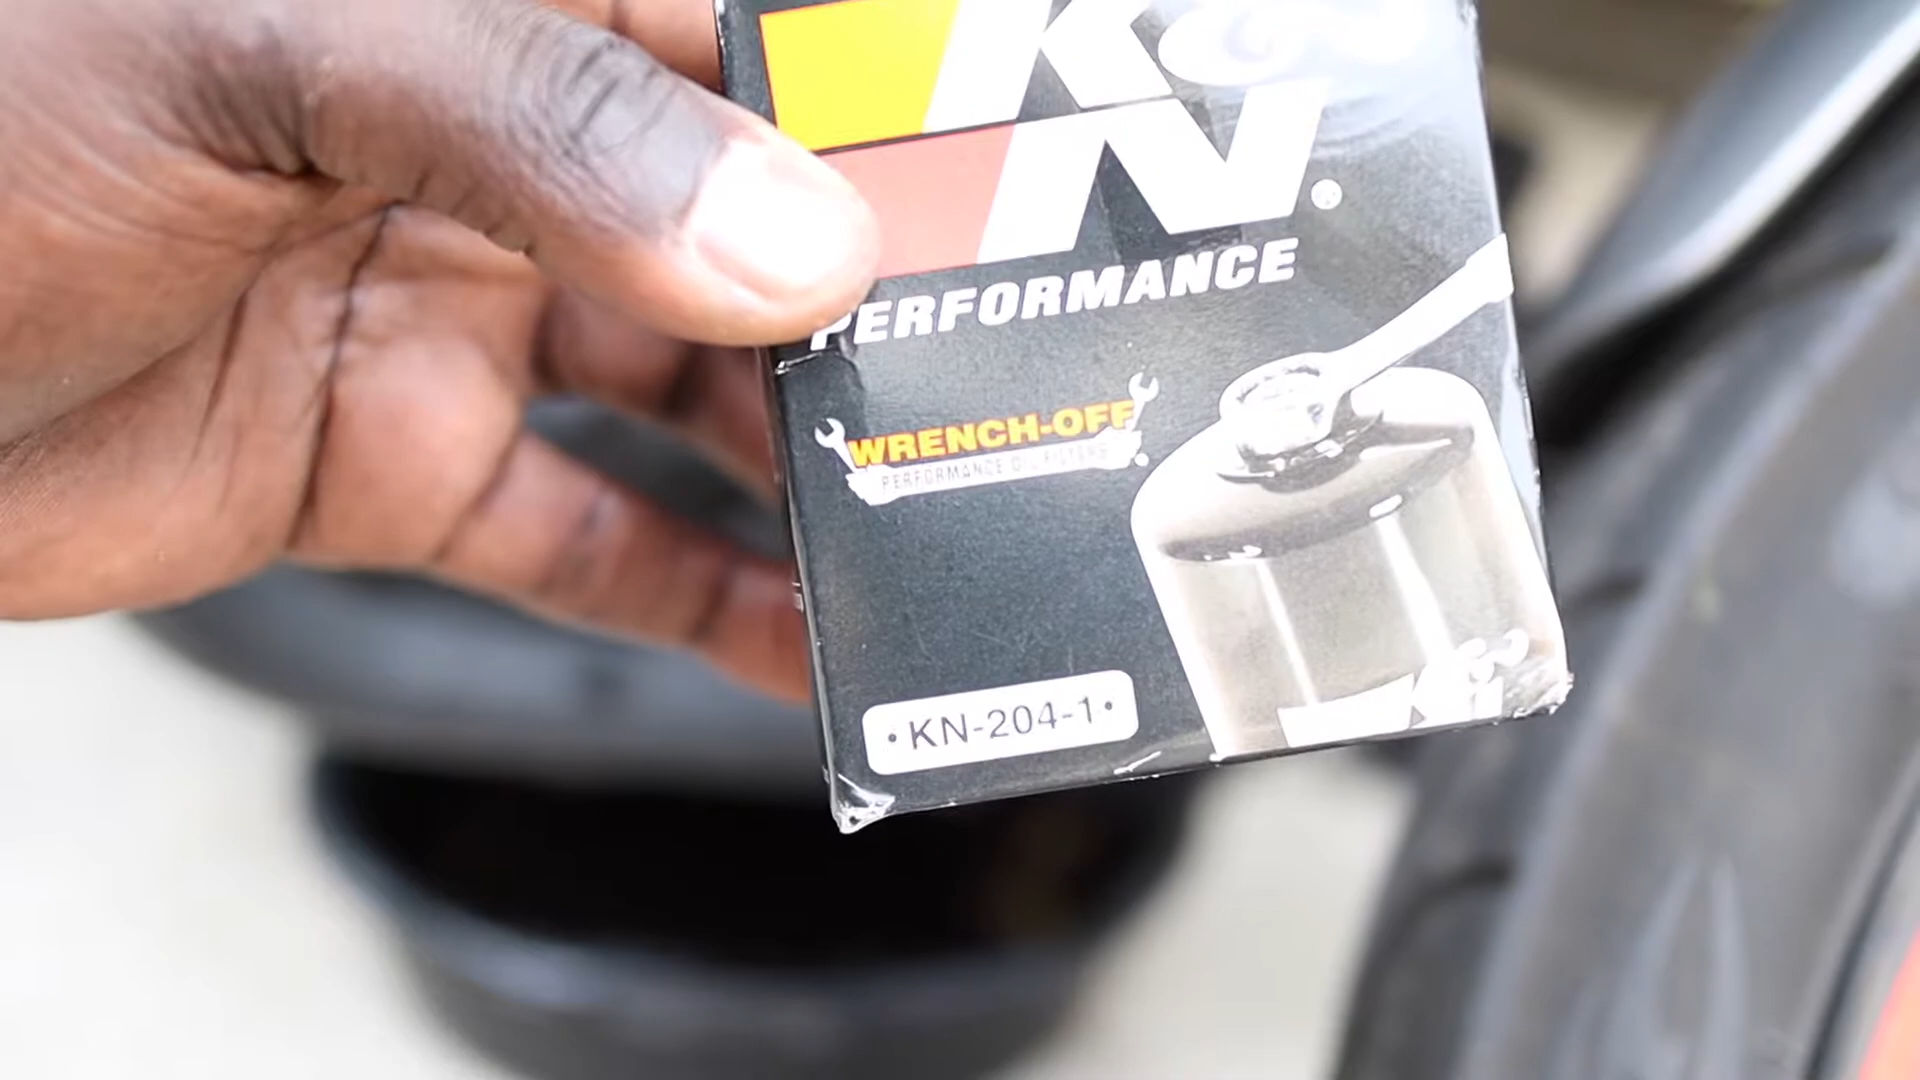 K&N®
PERFORMANCE
WRENCH-OFF
PERFORMANCE OIL FILTERS
•KN-204-1•
K&N